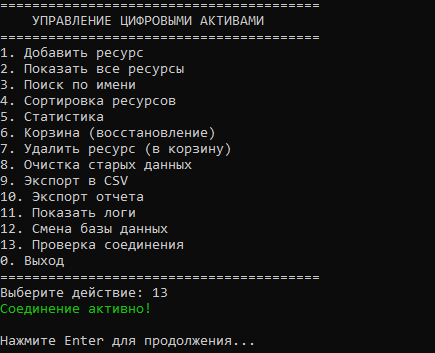 ========================================
УПРАВЛЕНИЕ ЦИФРОВЫМИ АКТИВАМИ
========================================
1. Добавить ресурс
2. Показать все ресурсы
3. Поиск по имени
4. Сортировка ресурсов
5. Статистика
6. Корзина (восстановление)
7. Удалить ресурс (в корзину)
8. Очистка старых данных
9. Экспорт в CSV
10. Экспорт отчета
11. Показать логи
12. Смена базы данных
13. Проверка соединения
0. Выход
========================================
Выберите действие: 13
Соединение активно!
Нажмите Enter для продолжения...